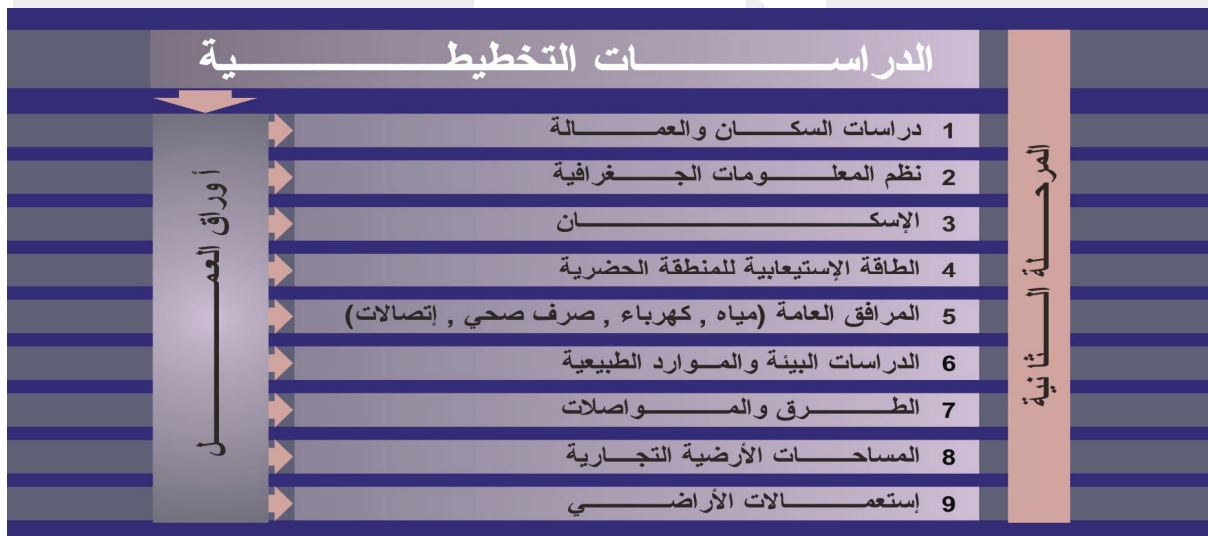 الدراسات التخطيطية
المرحلة الثانية
أوراق العمل
1 دراسات السكان والعمالة
2 نظم المعلومات الجغرافية
3 الإسكان
4 الطاقة الإستيعابية للمنطقة الحضرية
5 المرافق العامة (مياه , كهرباء , صرف صحي , إتصالات)
6 الدراسات البيئة والموارد الطبيعية
7 الطرق والمواصلات
8 المساحات الأرضية التجارية
9 إستعمالات الأراضي